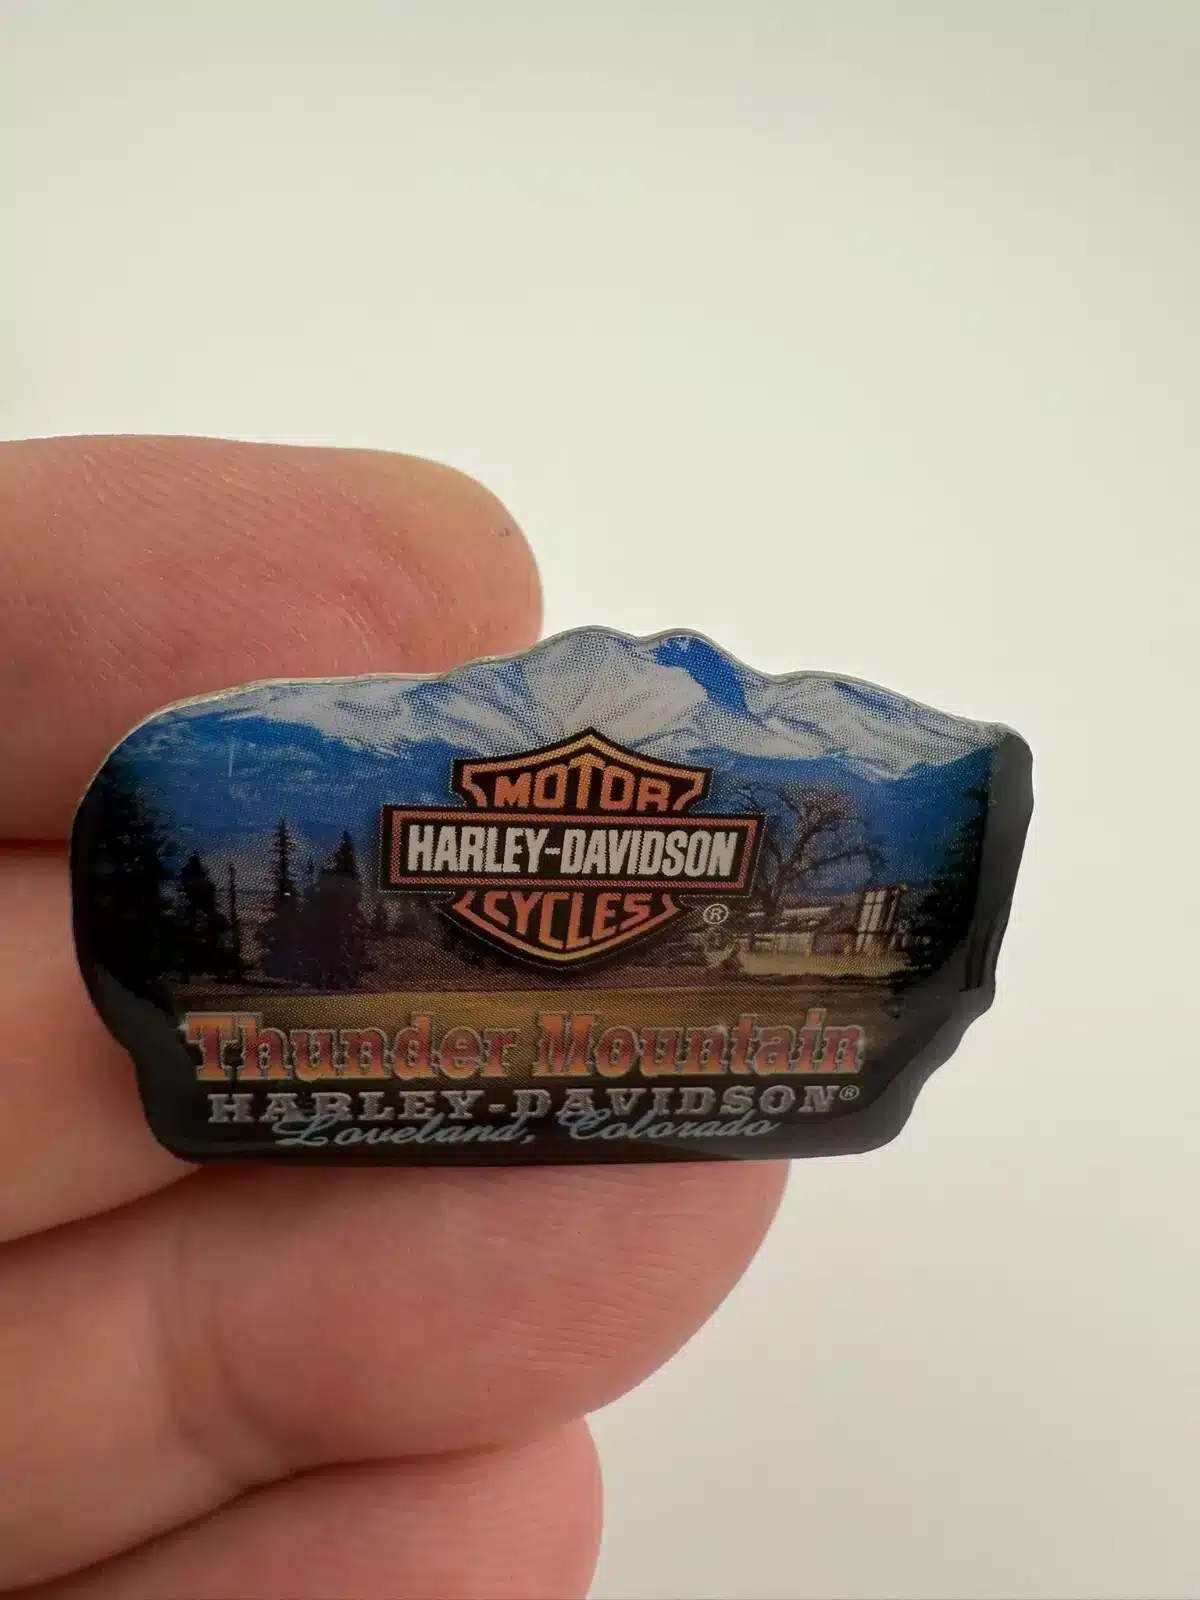 MOTOR
HARLEY-DAVIDSON
CYCLES
®
Thunder Mountain
HARLEY-DAVIDSON®
Loveland, Colorado